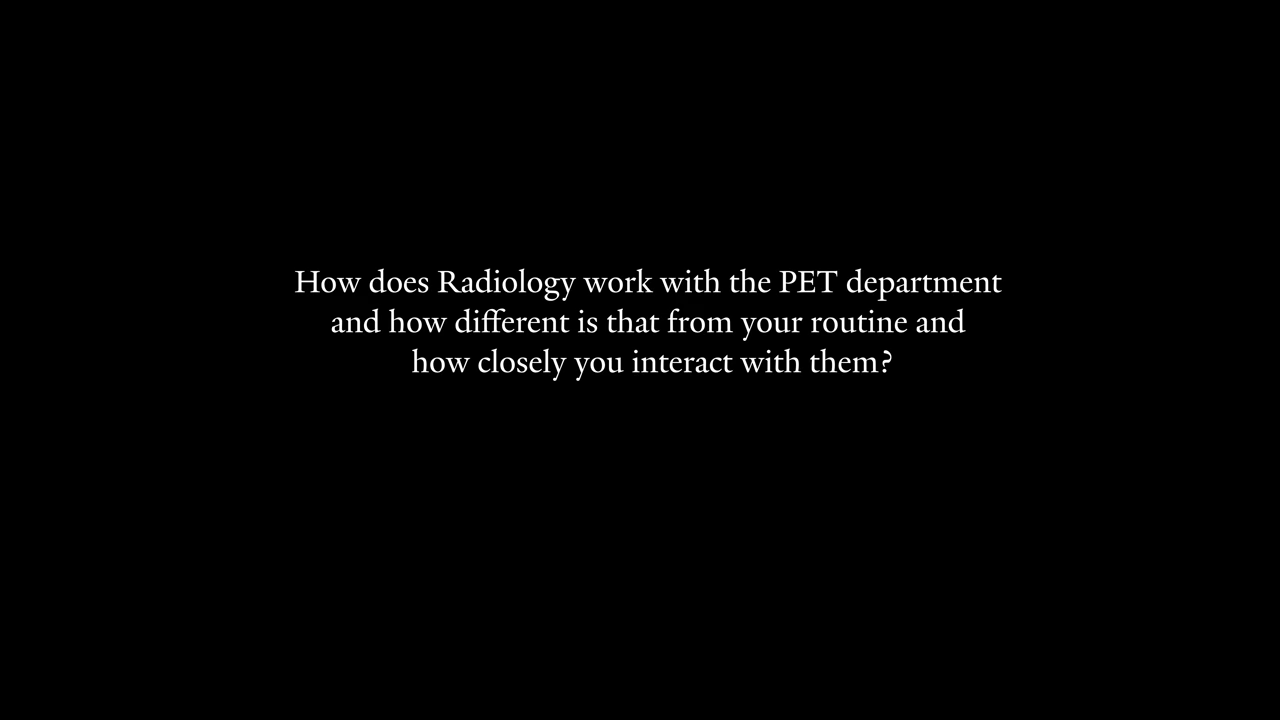 How does Radiology work with the PET department
and how different is that from your routine and
how closely you interact with them?